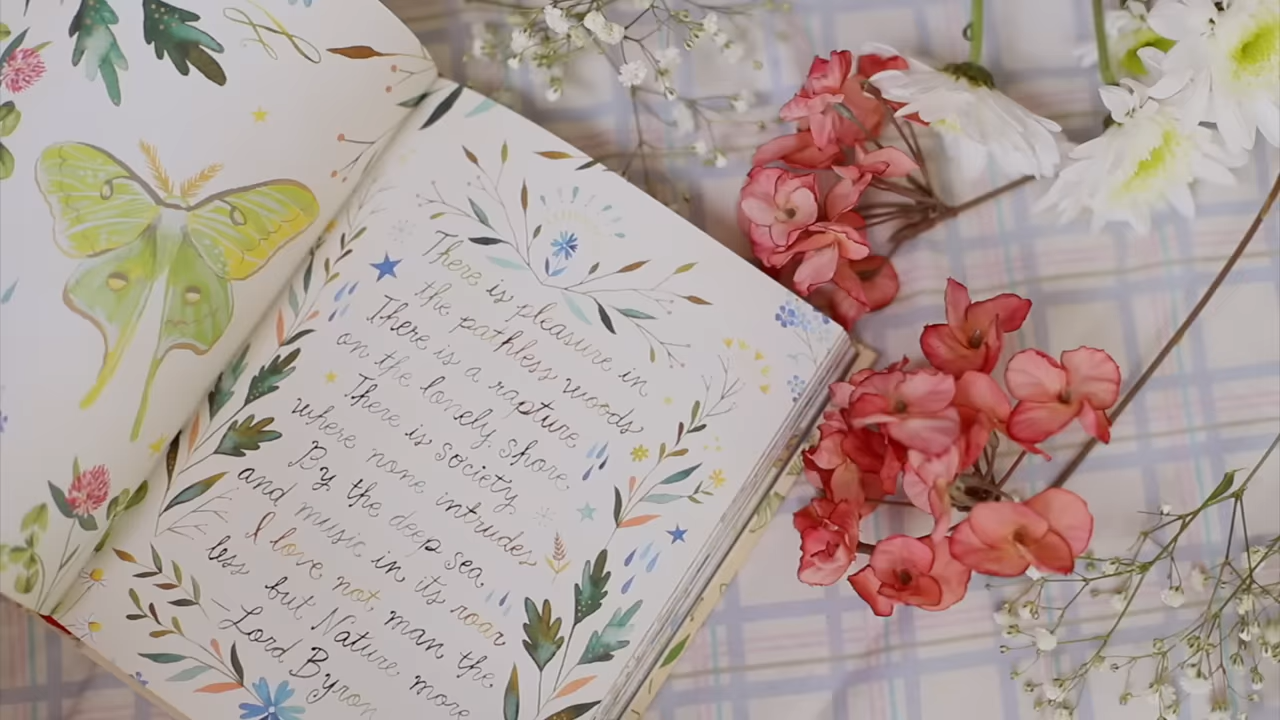 There is pleasure in
the pathless woods
There is a rapture
on the lonely shore.
There is society
where none intrudes
By the deep sea,
and music in its roar
I love not man the
less but Nature more
—Lord Byron